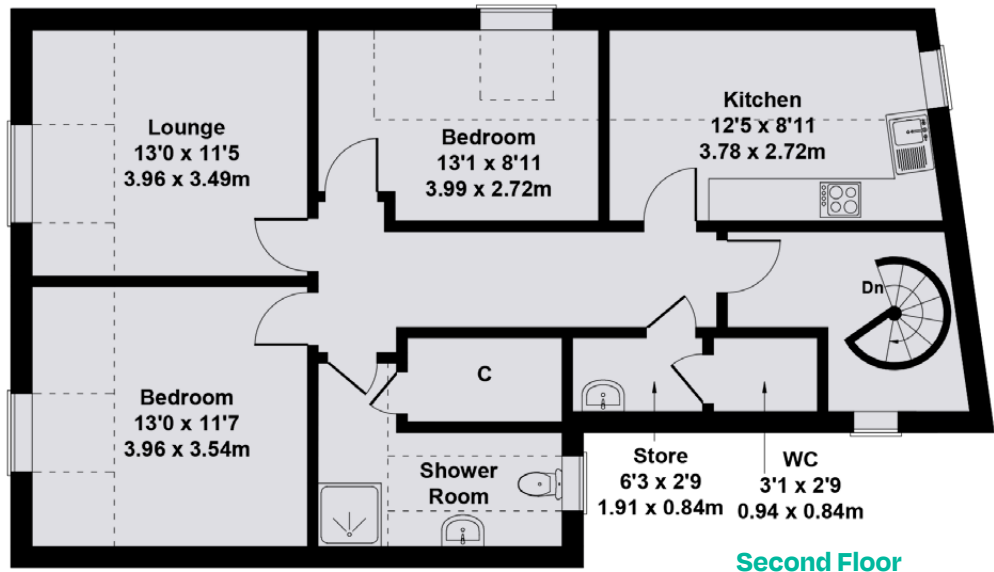 Lounge
13'0 x 11'5
3.96 x 3.49m
Bedroom
13'1 x 8'11
3.99 x 2.72m
Kitchen
12'5 x 8'11
3.78 x 2.72m
Dn
Bedroom
13'0 x 11'7
3.96 x 3.54m
C
Shower
Room
Store
6'3 x 2'9
1.91 x 0.84m
WC
3'1 x 2'9
0.94 x 0.84m
Second Floor